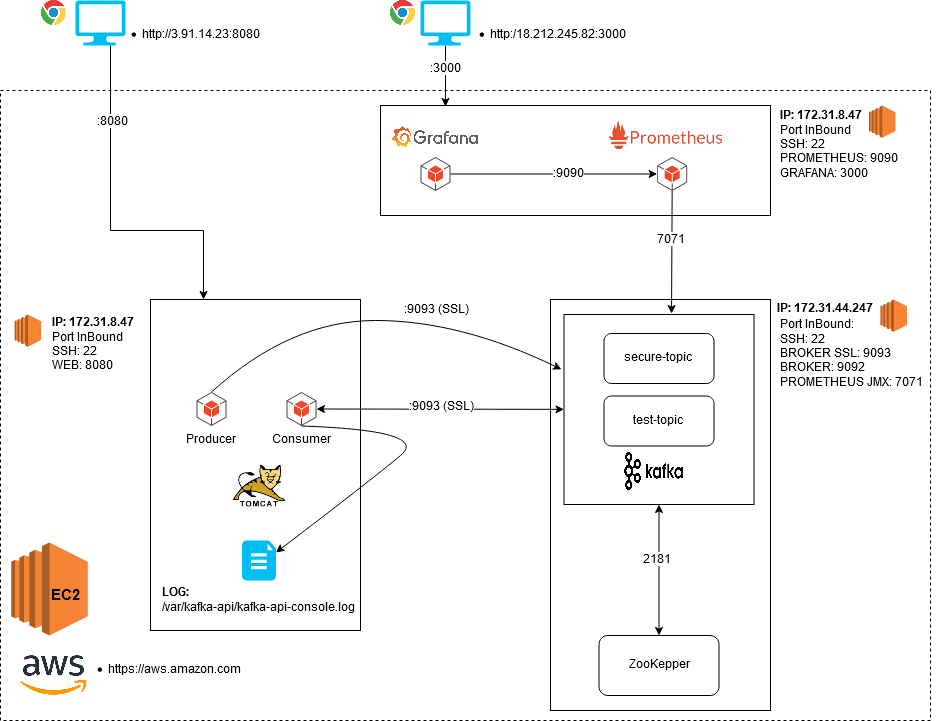 http://3.91.14.23:8080
http:/18.212.245.82:3000
:3000
:8080
Grafana
Prometheus
:9090
IP: 172.31.8.47
Port InBound
SSH: 22
PROMETHEUS: 9090
GRAFANA: 3000
7071
IP: 172.31.8.47
Port InBound
SSH: 22
WEB: 8080
:9093 (SSL)
Producer
Consumer
:9093 (SSL)
TOMCAT
LOG:
/var/kafka-api/kafka-api-console.log
secure-topic
test-topic
kafka
IP: 172.31.44.247
Port InBound:
SSH: 22
BROKER SSL: 9093
BROKER: 9092
PROMETHEUS JMX: 7071
2181
ZooKepper
EC2
aws
https://aws.amazon.com